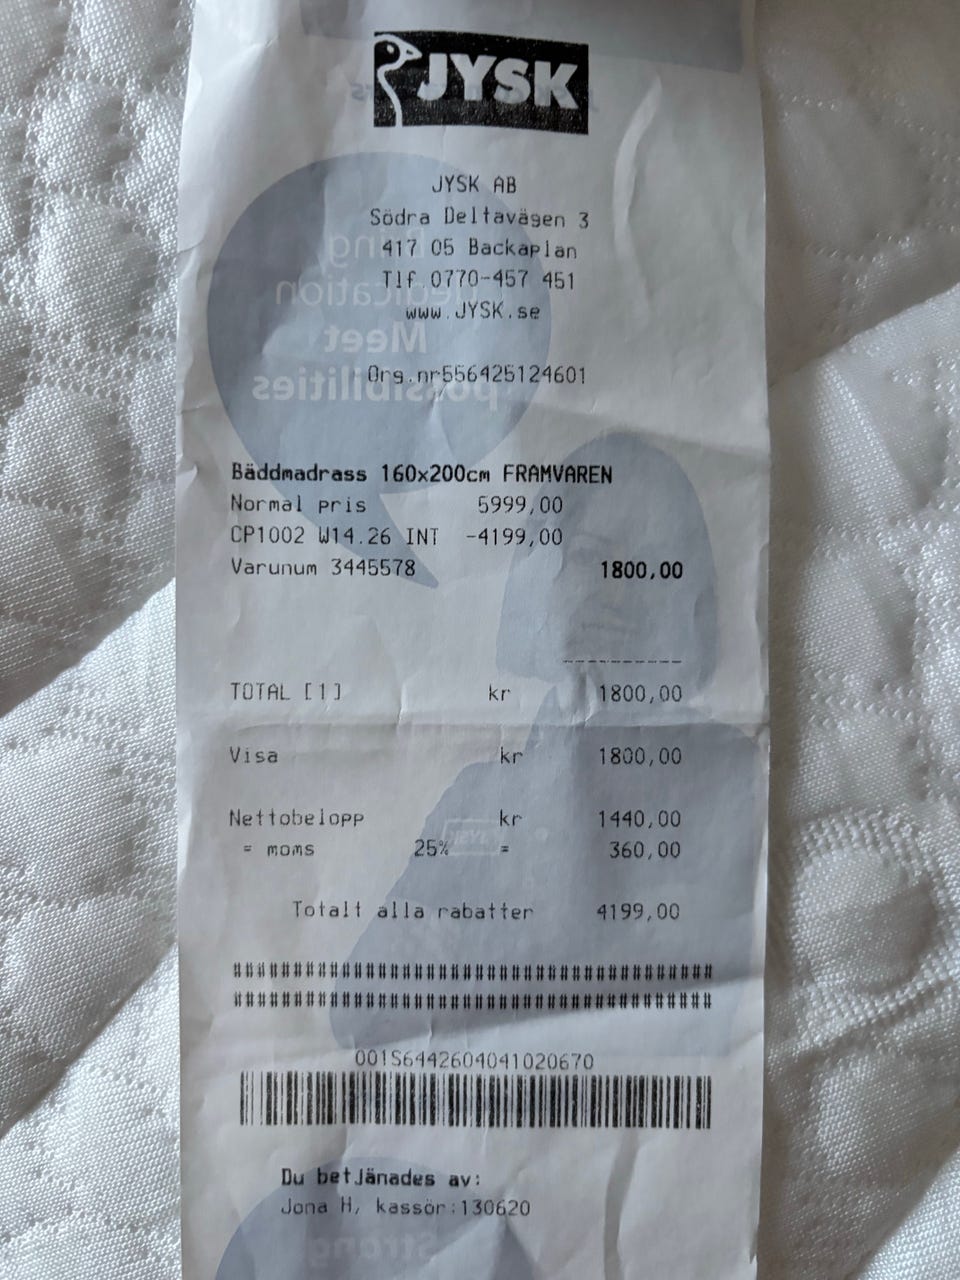 JYSK
JYSK AB
Södra Deltavägen 3
417 05 Backaplan
Tlf.0770-457 451
www.JYSK.se
Org.nr556425124601
Bäddmadrass 160x200cm FRAMVAREN
Normal pris 5999,00
CP1002 W14.26 INT -4199,00
Varunum 3445578 1800,00
--------------
TOTAL [1] kr 1800,00
Visa kr 1800,00
Nettobelopp kr 1440,00
= moms 25% = 360,00
Totalt alla rabatter 4199,00
########################################
########################################
001S6442604041020670
Du betjänades av:
Jona H, kassör:130620